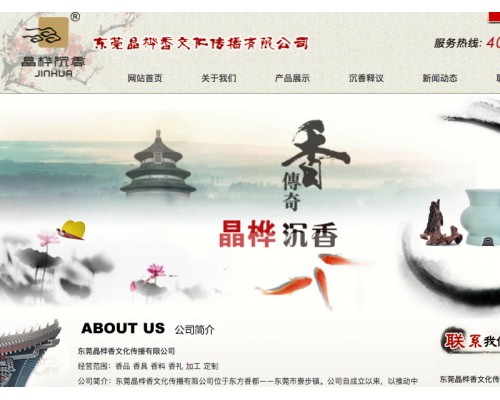 ®
晶桦沉香
JINHUA
东莞晶桦香文化传播有限公司
服务热线: 40
网站首页 关于我们 产品展示 沉香释议 新闻动态
香
傳奇
晶桦沉香
ABOUT US 公司简介
东莞晶桦香文化传播有限公司
经营范围：香品 香具 香料 香礼 加工 定制
公司简介：东莞晶桦香文化传播有限公司位于东方香都——东莞市寮步镇。公司自成立以来，以推动中
联系我们
东莞晶桦香文化传